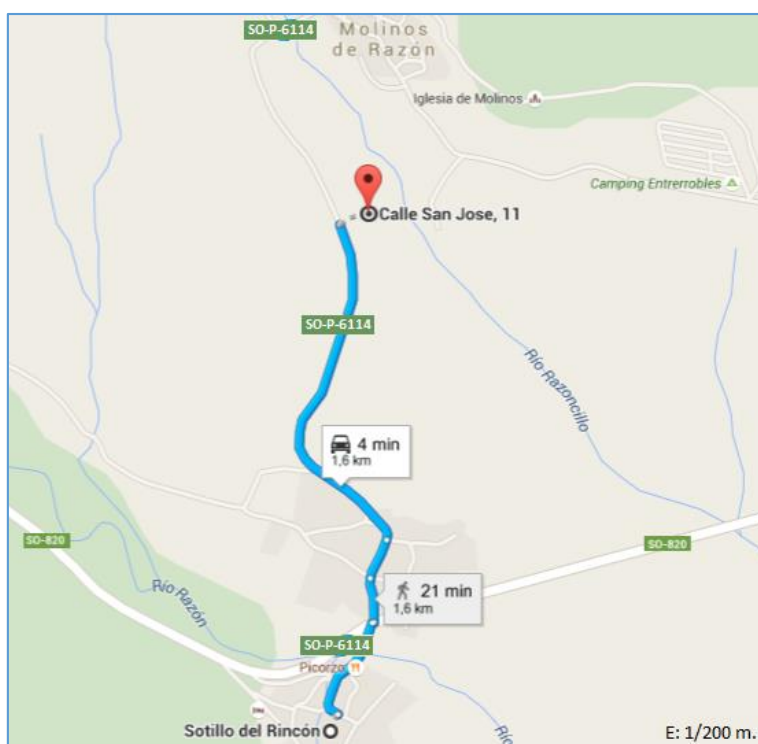 SO-P-6114
Molinos
de Razón
Iglesia de Molinos
Camping Entrerrobles
Calle San Jose, 11
SO-P-6114
Río Razoncillo
4 min
1,6 km
SO-820
SO-820
Río Razón
21 min
1,6 km
SO-P-6114
Picorzo
Sotillo del Rincón
E: 1/200 m.